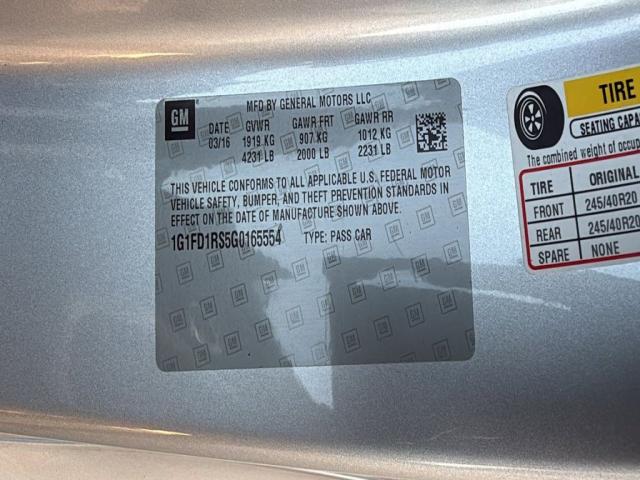 GM
MFD BY GENERAL MOTORS LLC
DATE GVWR GAWR FRT GAWR RR
03/16 1919 KG 907 KG 1012 KG
4231 LB 2000 LB 2231 LB
THIS VEHICLE CONFORMS TO ALL APPLICABLE U.S. FEDERAL MOTOR
VEHICLE SAFETY, BUMPER, AND THEFT PREVENTION STANDARDS IN
EFFECT ON THE DATE OF MANUFACTURE SHOWN ABOVE.
1G1FD1RS5G0165554 TYPE: PASS CAR
TIRE
SEATING CAPA
The combined weight of occup
TIRE ORIGINAL
FRONT 245/40R20
REAR 245/40R20
SPARE NONE